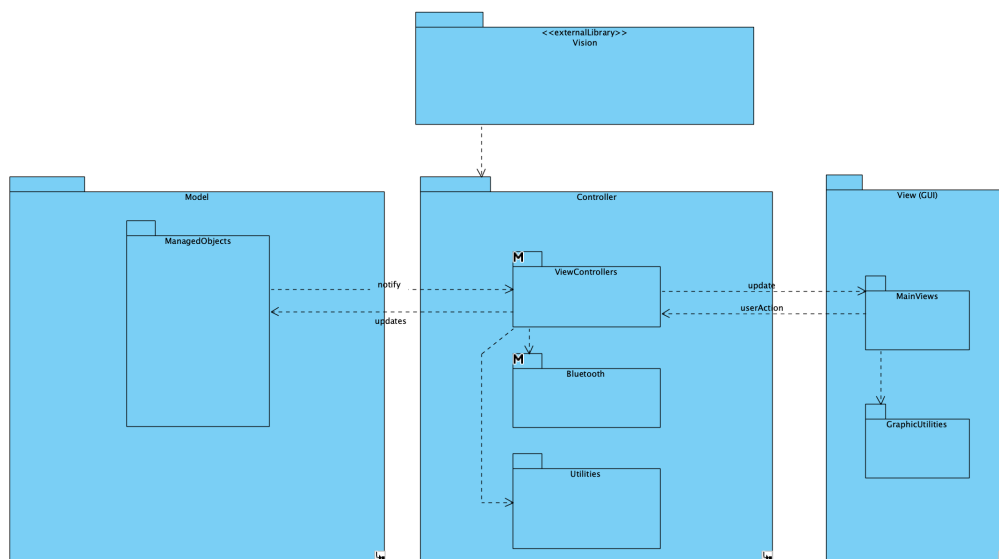 <<externalLibrary>>
Vision
Model
Controller
View (GUI)
ManagedObjects
M
ViewControllers
notify
update
MainViews
updates
userAction
M
Bluetooth
GraphicUtilities
Utilities